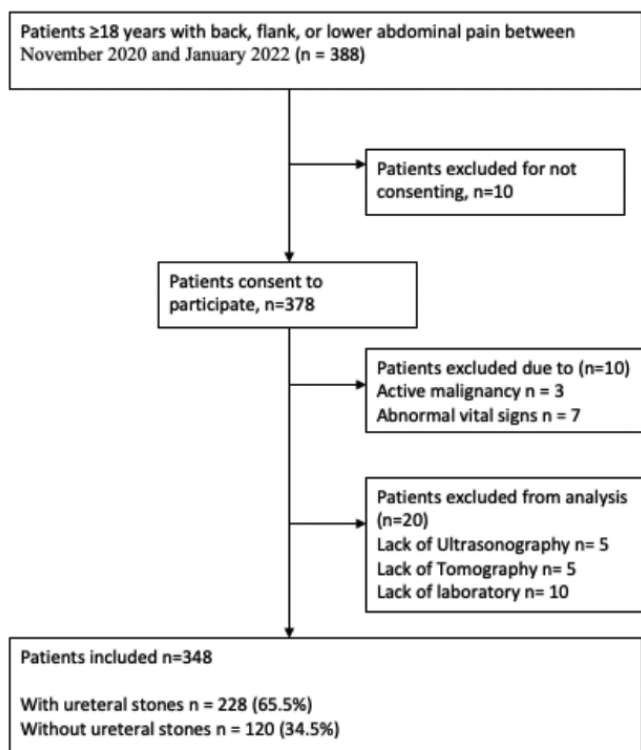 Patients ≥18 years with back, flank, or lower abdominal pain between
November 2020 and January 2022 (n = 388)
Patients excluded for not
consenting, n=10
Patients consent to
participate, n=378
Patients excluded due to (n=10)
Active malignancy n = 3
Abnormal vital signs n = 7
Patients excluded from analysis
(n=20)
Lack of Ultrasonography n= 5
Lack of Tomography n= 5
Lack of laboratory n= 10
Patients included n=348
With ureteral stones n = 228 (65.5%)
Without ureteral stones n = 120 (34.5%)